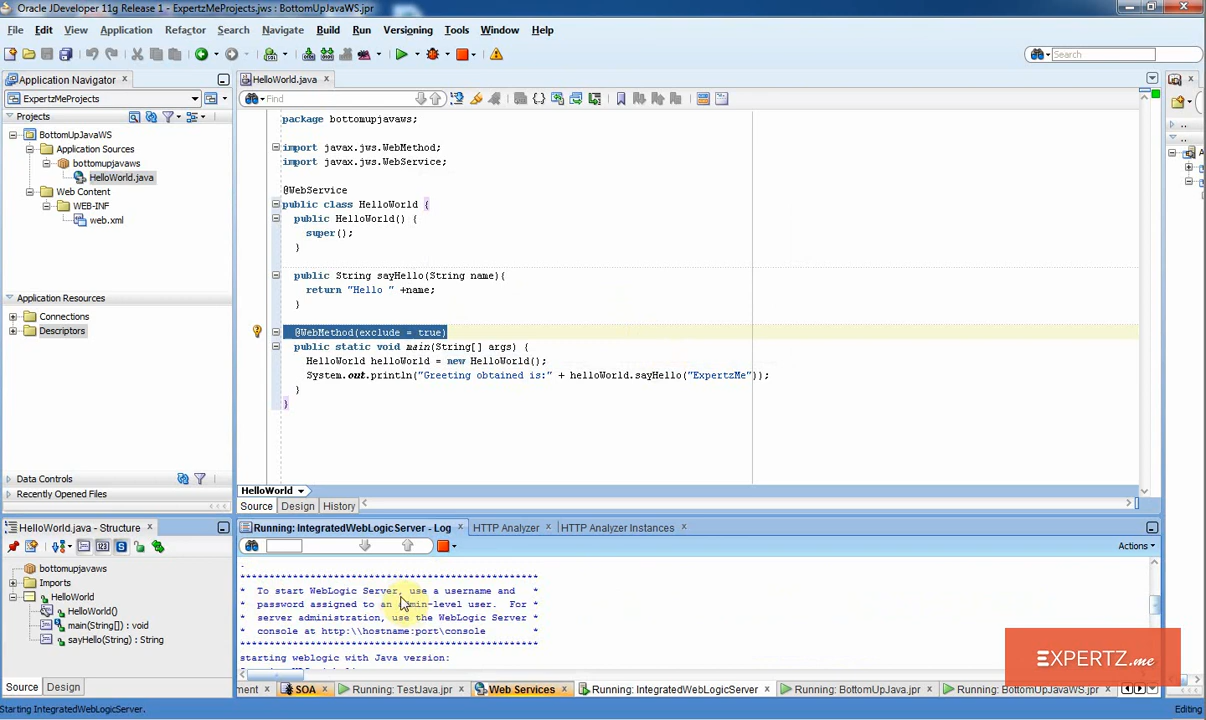 Oracle JDeveloper 11g Release 1 - ExpertzMeProjects.jws : BottomUpJavaWS.jpr
File Edit View Application Refactor Search Navigate Build Run Versioning Tools Window Help
Search
Application Navigator
ExpertzMeProjects
Projects
BottomUpJavaWS
Application Sources
bottomupjavaws
HelloWorld.java
Web Content
WEB-INF
web.xml
Application Resources
Connections
Descriptors
Data Controls
Recently Opened Files
HelloWorld.java
Find
package bottomupjavaws;
import javax.jws.WebMethod;
import javax.jws.WebService;
@WebService
public class HelloWorld {
public HelloWorld() {
super();
}
public String sayHello(String name){
return "Hello " +name;
}
@WebMethod(exclude = true)
public static void main(String[] args) {
HelloWorld helloWorld = new HelloWorld();
System.out.println("Greeting obtained is:" + helloWorld.sayHello("ExpertzMe"));
}
}
HelloWorld
Source Design History
HelloWorld.java - Structure
bottomupjavaws
Imports
HelloWorld
HelloWorld()
main(String[]) : void
sayHello(String) : String
Source Design
Running: IntegratedWebLogicServer - Log HTTP Analyzer HTTP Analyzer Instances
Actions
.
***************************************************
* To start WebLogic Server, use a username and *
* password assigned to an admin-level user. For *
* server administration, use the WebLogic Server *
* console at http:\\hostname:port\console *
***************************************************
starting weblogic with Java version:
EXPERTZ.me
ment SOA Running: TestJava.jpr Web Services Running: IntegratedWebLogicServer Running: BottomUpJava.jpr Running: BottomUpJavaWS.jpr
Starting IntegratedWebLogicServer. Editing